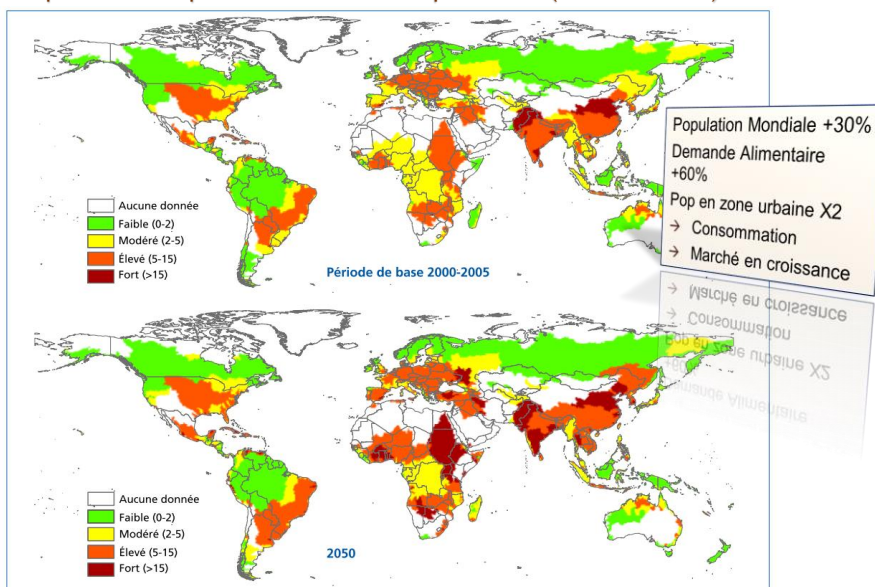 Aucune donnée
Faible (0-2)
Modéré (2-5)
Élevé (5-15)
Fort (>15)
Période de base 2000-2005
Population Mondiale +30%
Demande Alimentaire
+60%
Pop en zone urbaine X2
→ Consommation
→ Marché en croissance
Aucune donnée
Faible (0-2)
Modéré (2-5)
Élevé (5-15)
Fort (>15)
2050